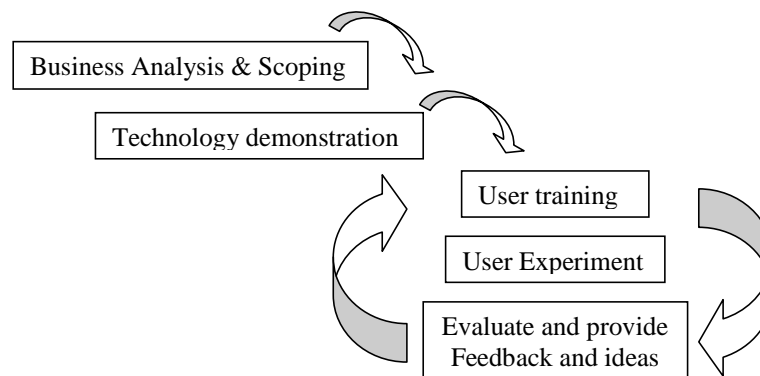 Business Analysis & Scoping
Technology demonstration
User training
User Experiment
Evaluate and provide
Feedback and ideas